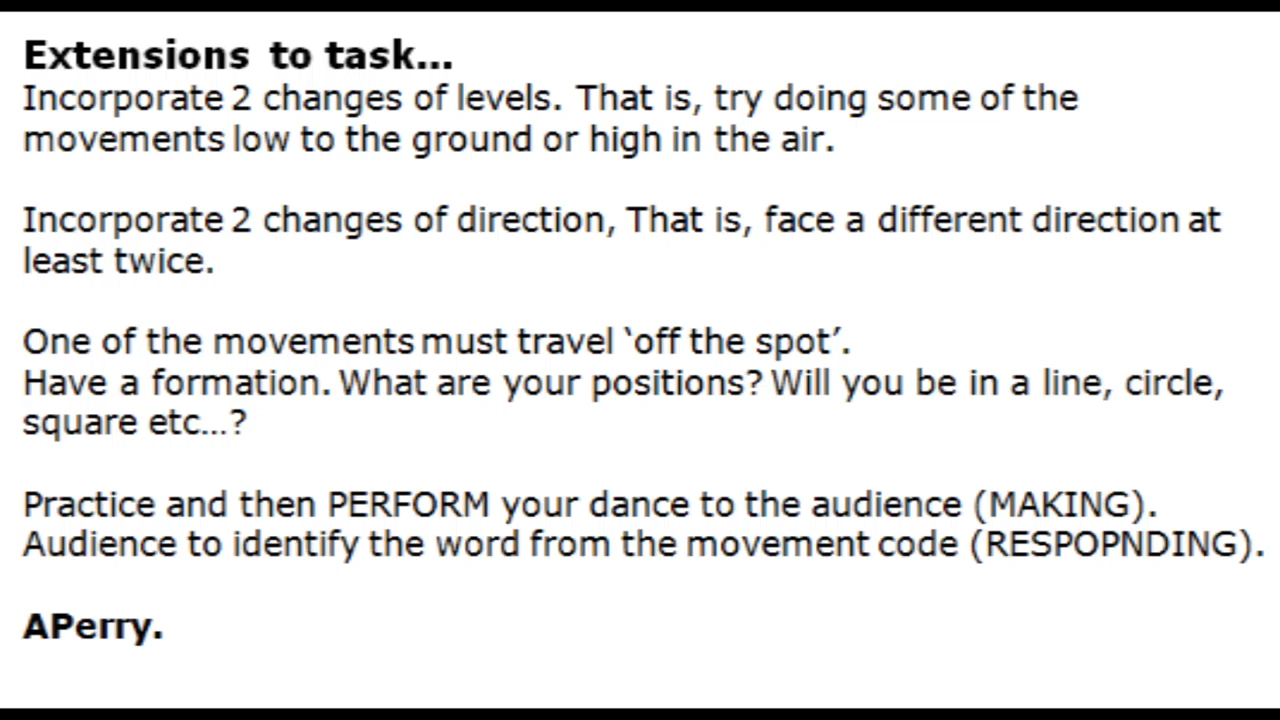 Extensions to task...
Incorporate 2 changes of levels. That is, try doing some of the
movements low to the ground or high in the air.
Incorporate 2 changes of direction, That is, face a different direction at
least twice.
One of the movements must travel ‘off the spot’.
Have a formation. What are your positions? Will you be in a line, circle,
square etc...?
Practice and then PERFORM your dance to the audience (MAKING).
Audience to identify the word from the movement code (RESPOPNDING).
APerry.